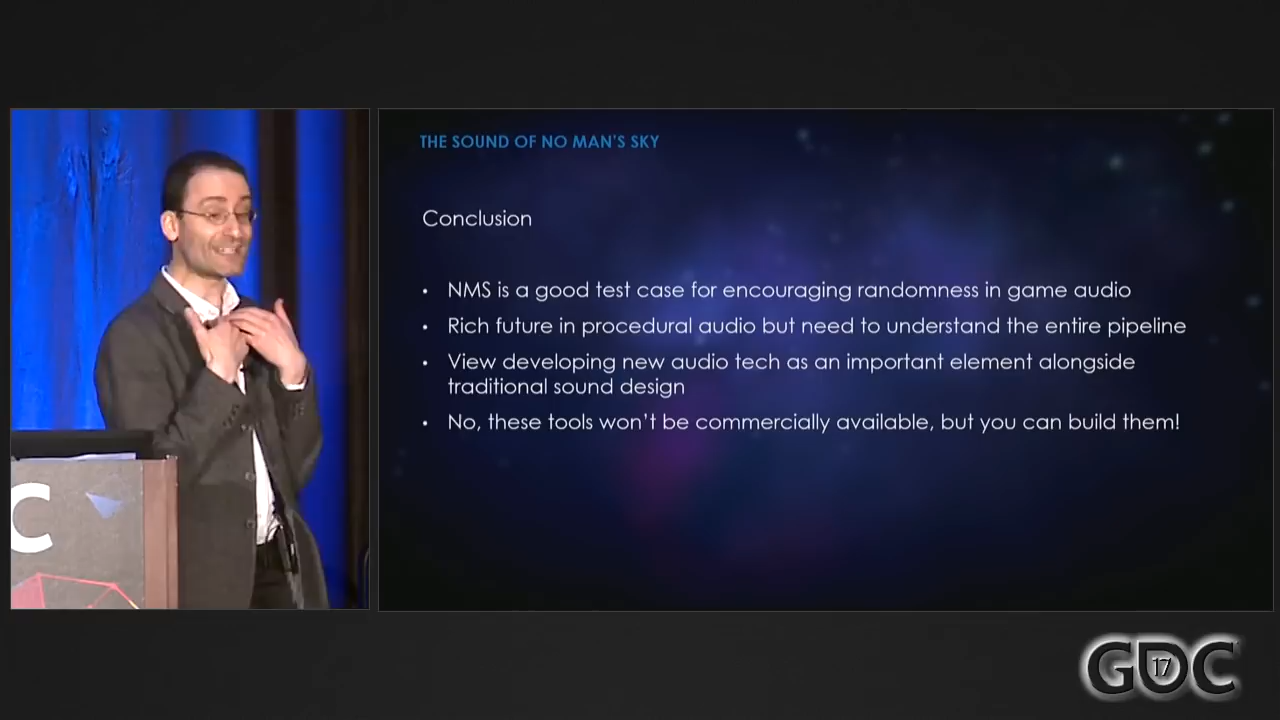 THE SOUND OF NO MAN'S SKY
Conclusion
• NMS is a good test case for encouraging randomness in game audio
• Rich future in procedural audio but need to understand the entire pipeline
• View developing new audio tech as an important element alongside
traditional sound design
• No, these tools won't be commercially available, but you can build them!
C
GDC
17